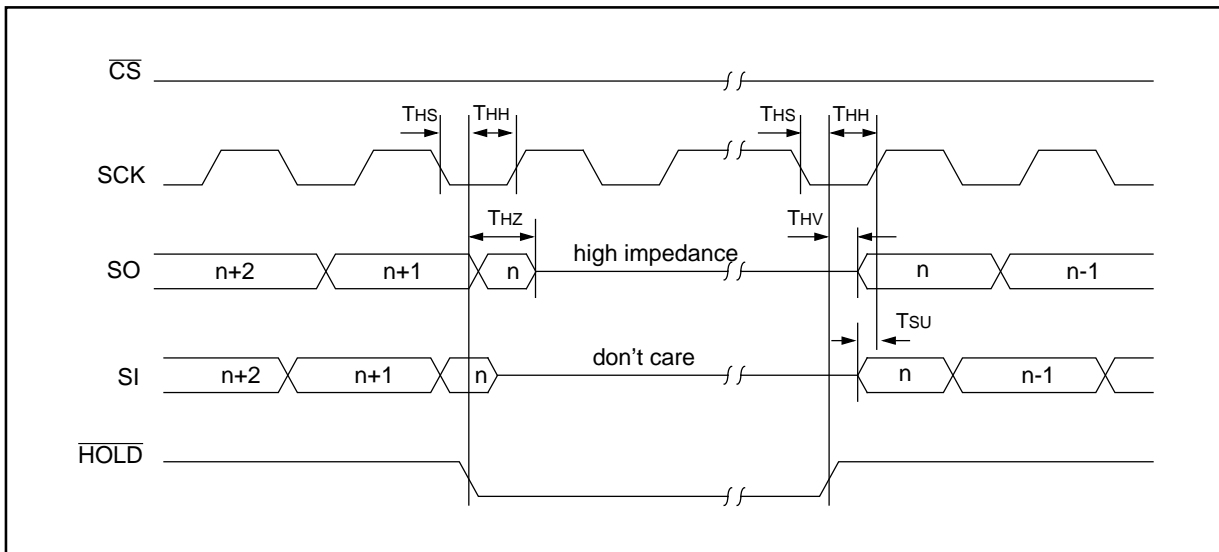 CS
THS THH THS THH
SCK
THZ THV
SO n+2 n+1 n high impedance n n-1
TSU
SI n+2 n+1 n don't care n n-1
HOLD